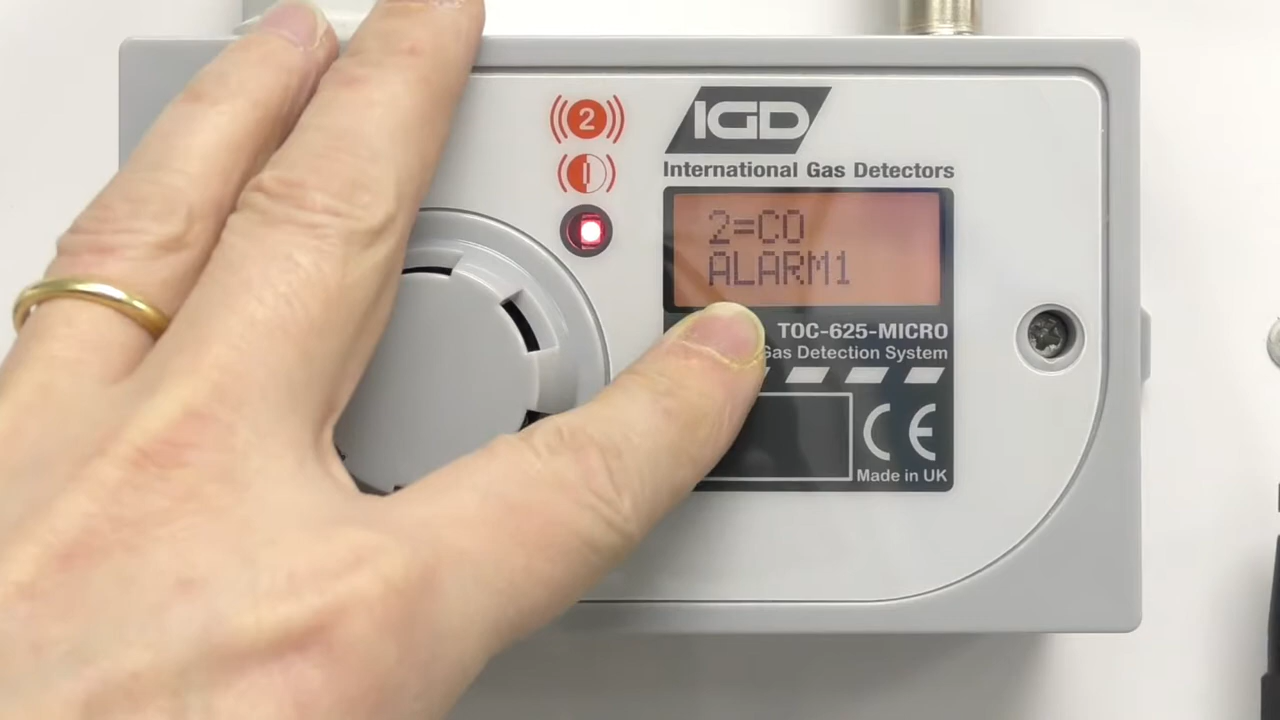 2
IGD
International Gas Detectors
2=CO
ALARM1
TOC-625-MICRO
Gas Detection System
CE
Made in UK